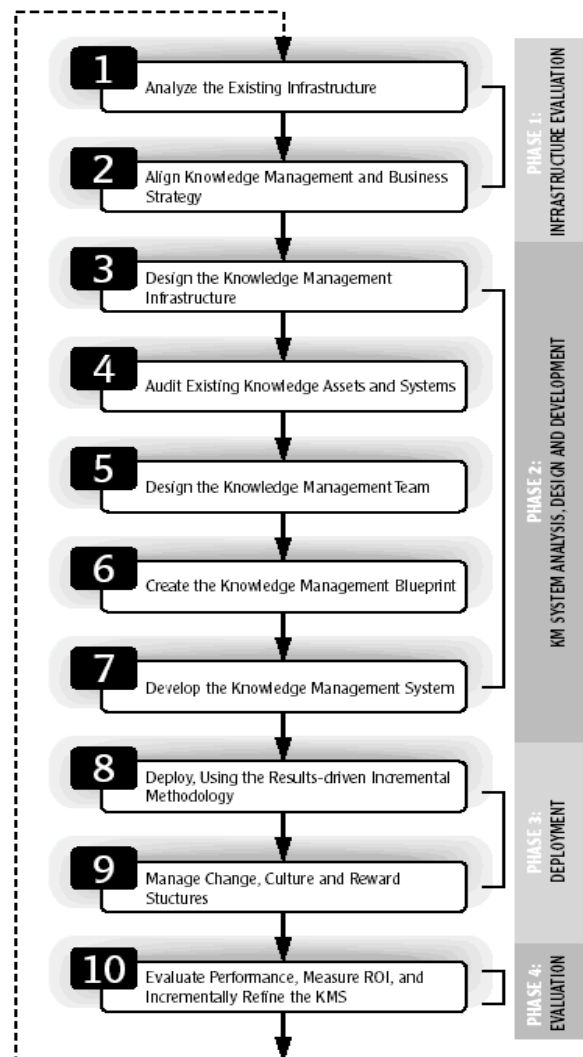 1
Analyze the Existing Infrastructure
2
Align Knowledge Management and Business
Strategy
PHASE 1:
INFRASTRUCTURE EVALUATION
3
Design the Knowledge Management
Infrastructure
4
Audit Existing Knowledge Assets and Systems
5
Design the Knowledge Management Team
6
Create the Knowledge Management Blueprint
7
Develop the Knowledge Management System
PHASE 2:
KM SYSTEM ANALYSIS, DESIGN AND DEVELOPMENT
8
Deploy, Using the Results-driven Incremental
Methodology
9
Manage Change, Culture and Reward
Stuctures
PHASE 3:
DEPLOYMENT
10
Evaluate Performance, Measure ROI, and
Incrementally Refine the KMS
PHASE 4:
EVALUATION